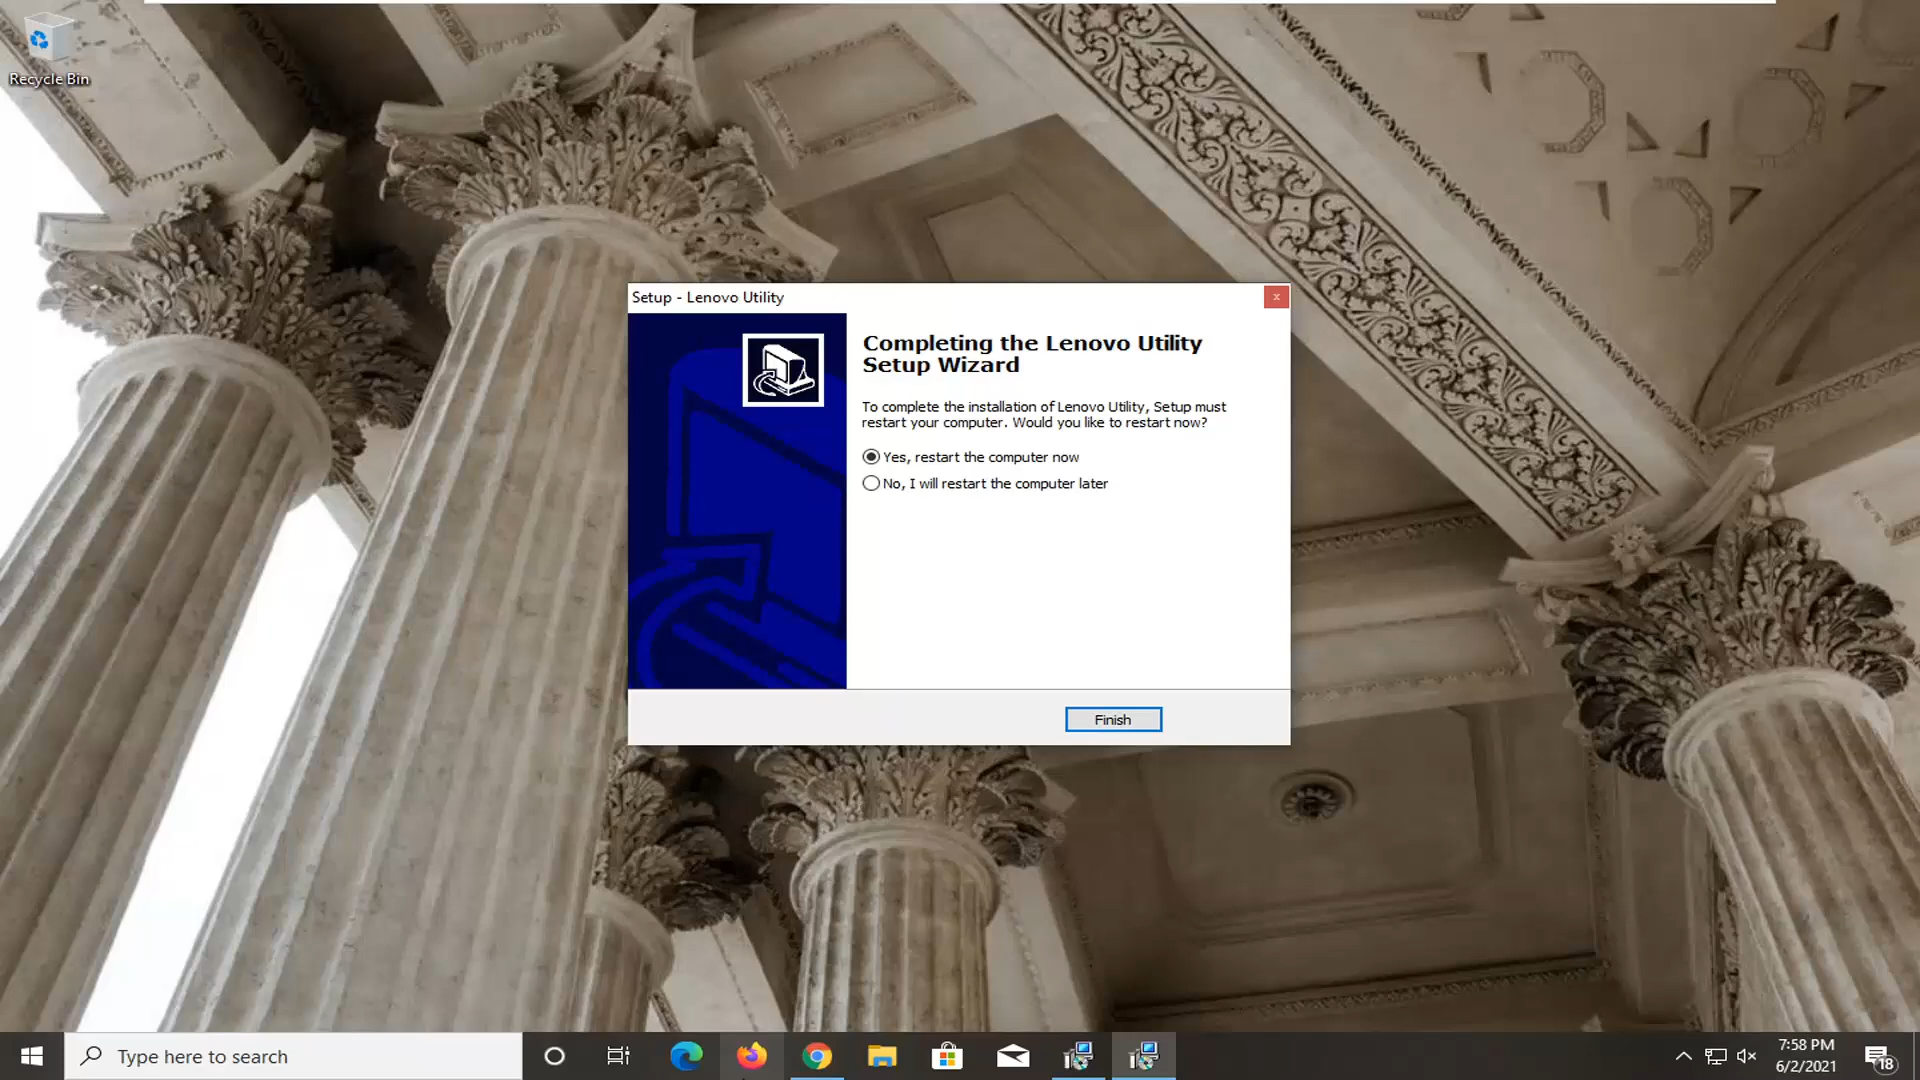 Recycle Bin
Setup - Lenovo Utility
x
Completing the Lenovo Utility
Setup Wizard
To complete the installation of Lenovo Utility, Setup must
restart your computer. Would you like to restart now?
Yes, restart the computer now
No, I will restart the computer later
Finish
Type here to search
7:58 PM
6/2/2021
18